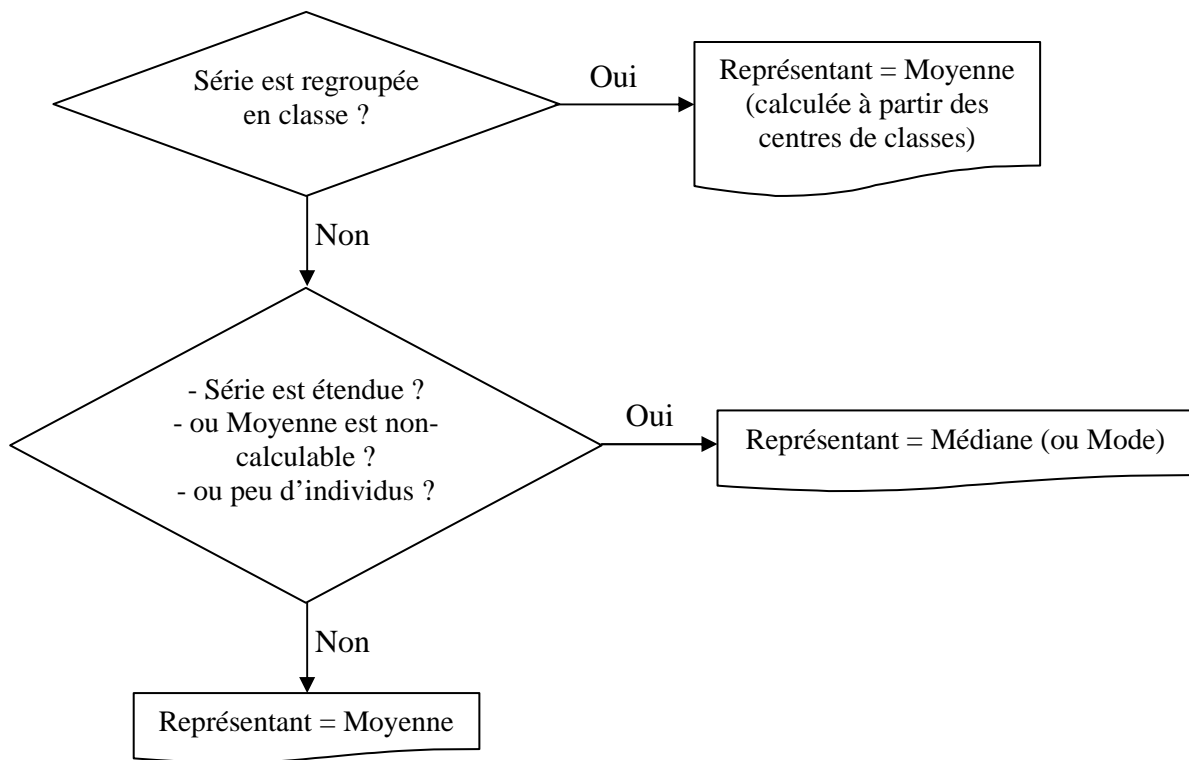 Série est regroupée
en classe ?
Oui
Représentant = Moyenne
(calculée à partir des
centres de classes)
Non
- Série est étendue ?
- ou Moyenne est non-
calculable ?
- ou peu d’individus ?
Oui
Représentant = Médiane (ou Mode)
Non
Représentant = Moyenne